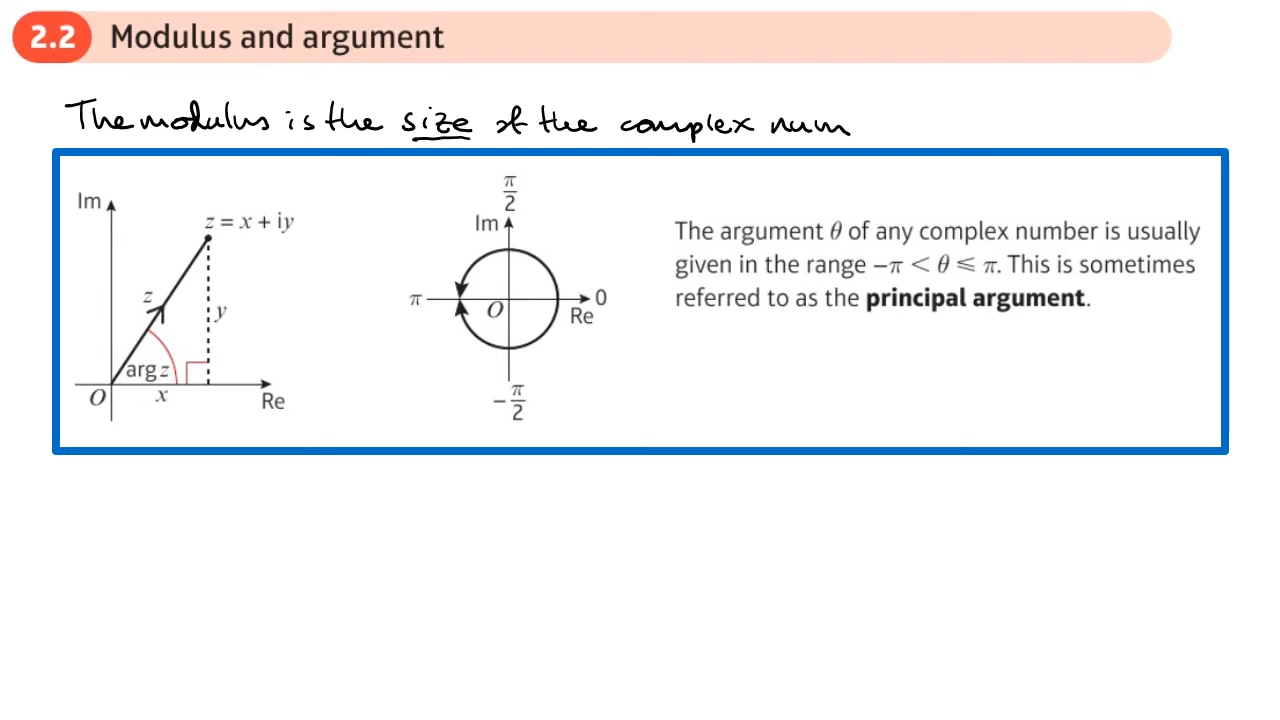 2.2 Modulus and argument
The modulus is the size of the complex num
Im
z = x + iy
z
y
arg z
O
x
Re
π/2
Im
π
O
0
Re
−π/2
The argument θ of any complex number is usually
given in the range −π < θ ⩽ π. This is sometimes
referred to as the principal argument.